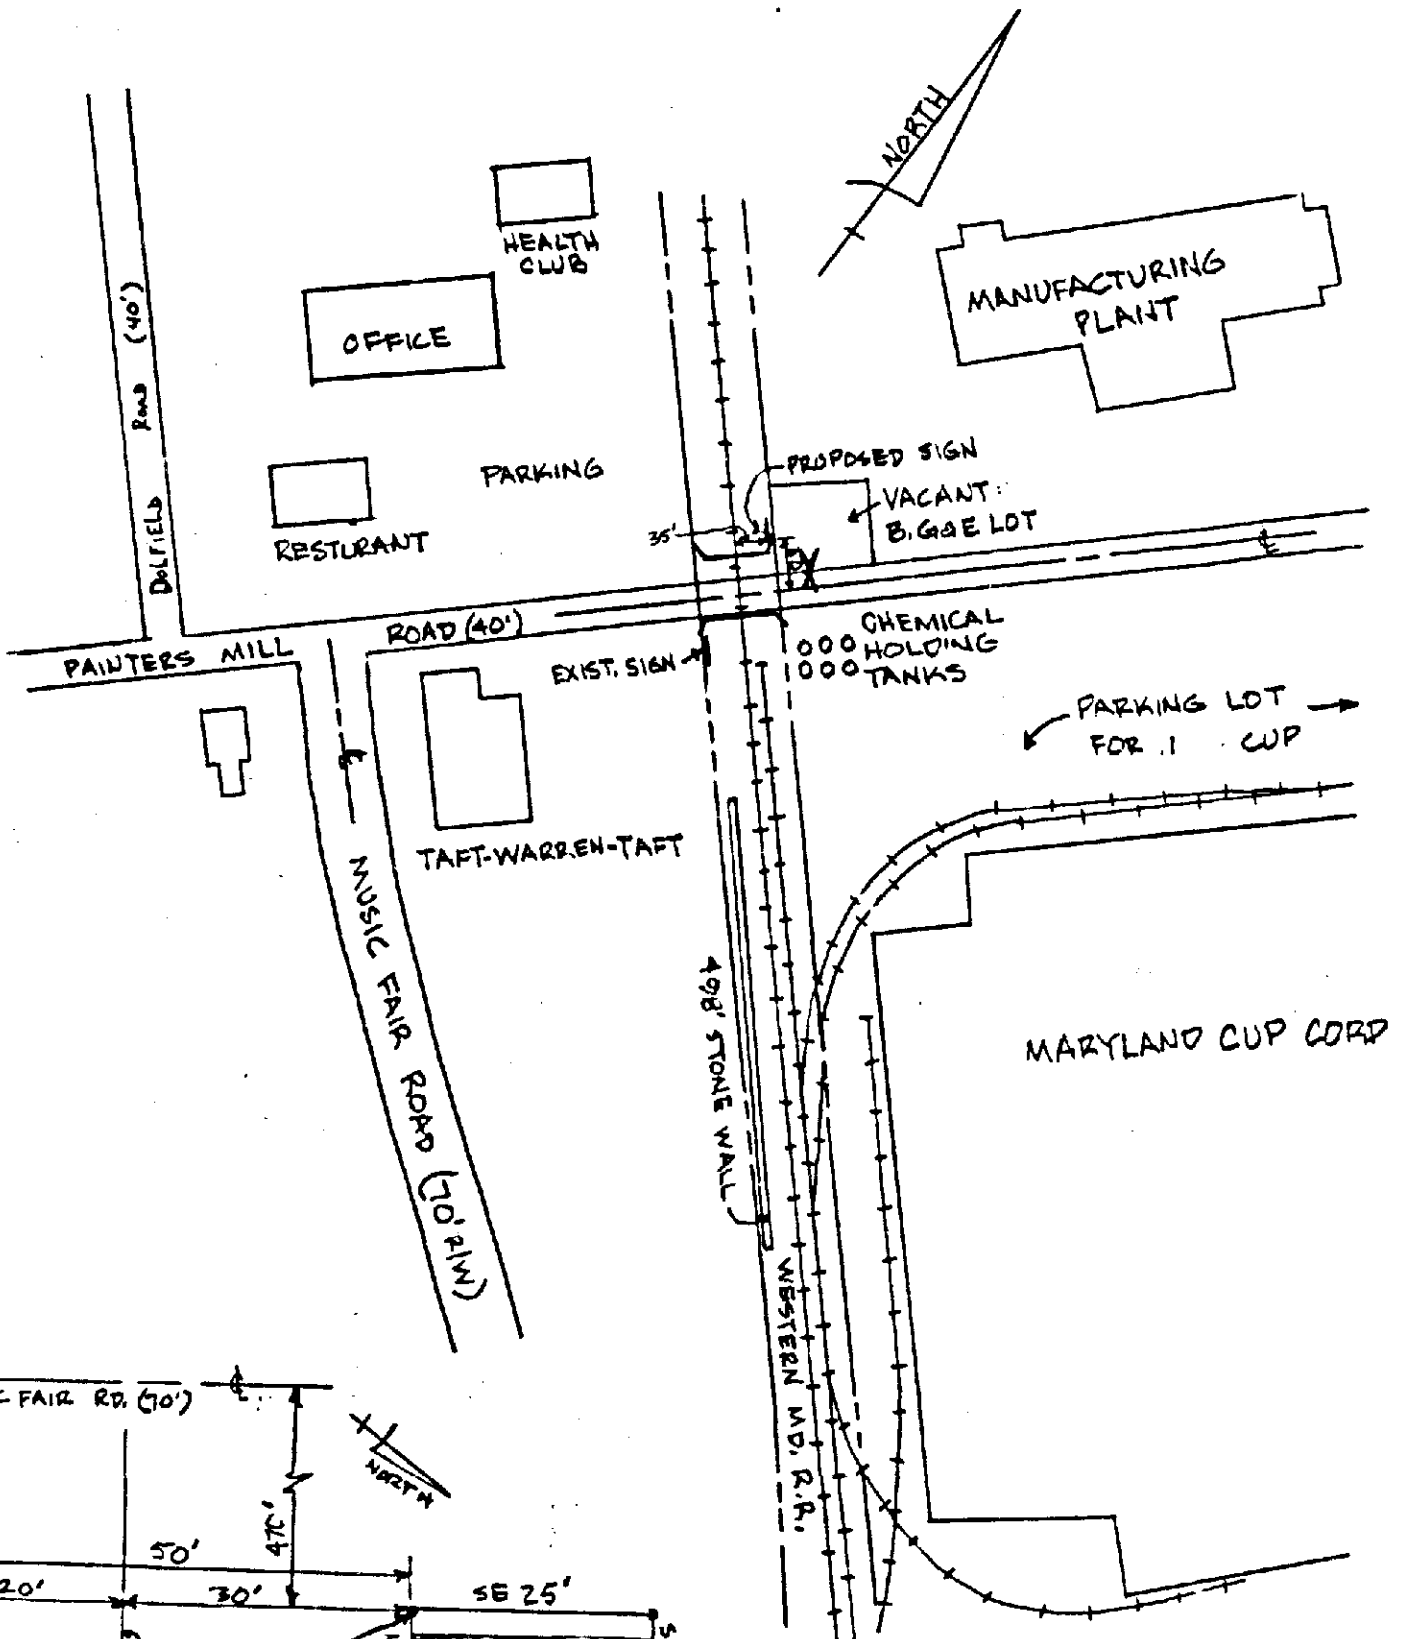 NORTH
HEALTH
CLUB
MANUFACTURING
PLANT
OFFICE
DOLFIELD ROAD (40')
PARKING
PROPOSED SIGN
VACANT:
B.G&E LOT
35'
RESTURANT
PAINTERS MILL ROAD (40')
EXIST. SIGN
CHEMICAL
HOLDING
TANKS
PARKING LOT
FOR CUP
TAFT-WARREN-TAFT
MUSIC FAIR ROAD (70' R/W)
498' STONE WALL
MARYLAND CUP CORP
WESTERN MD. R.R.
C FAIR RD. (70')
NORTH
470'
50'
20'
30'
SE 25'
S